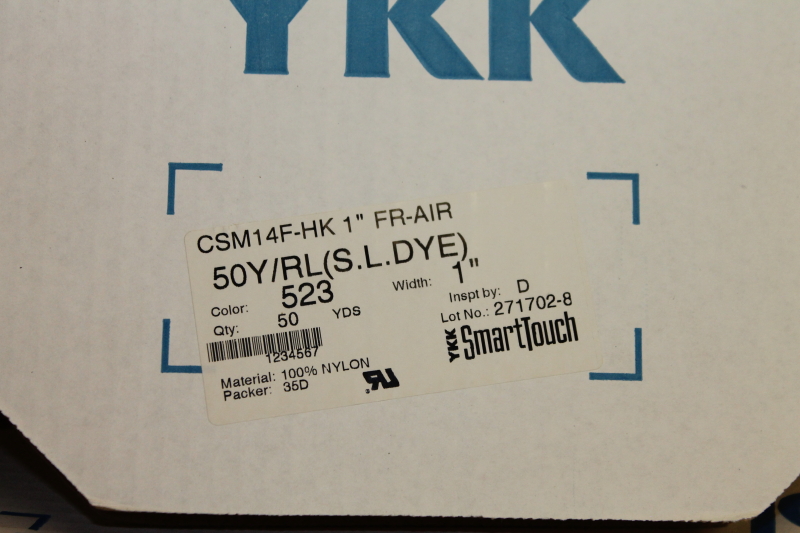 YKK
CSM14F-HK 1" FR-AIR
50Y/RL(S.L.DYE)
Color: 523 Width: 1"
Qty: 50 YDS Inspt by: D
Lot No.: 271702-8
1234567
YKK SmartTouch
Material: 100% NYLON
Packer: 35D